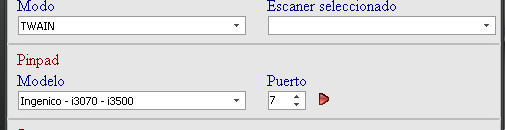 Modo Escaner seleccionado
TWAIN
Pinpad
Modelo Puerto
Ingenico - i3070 - i3500 7